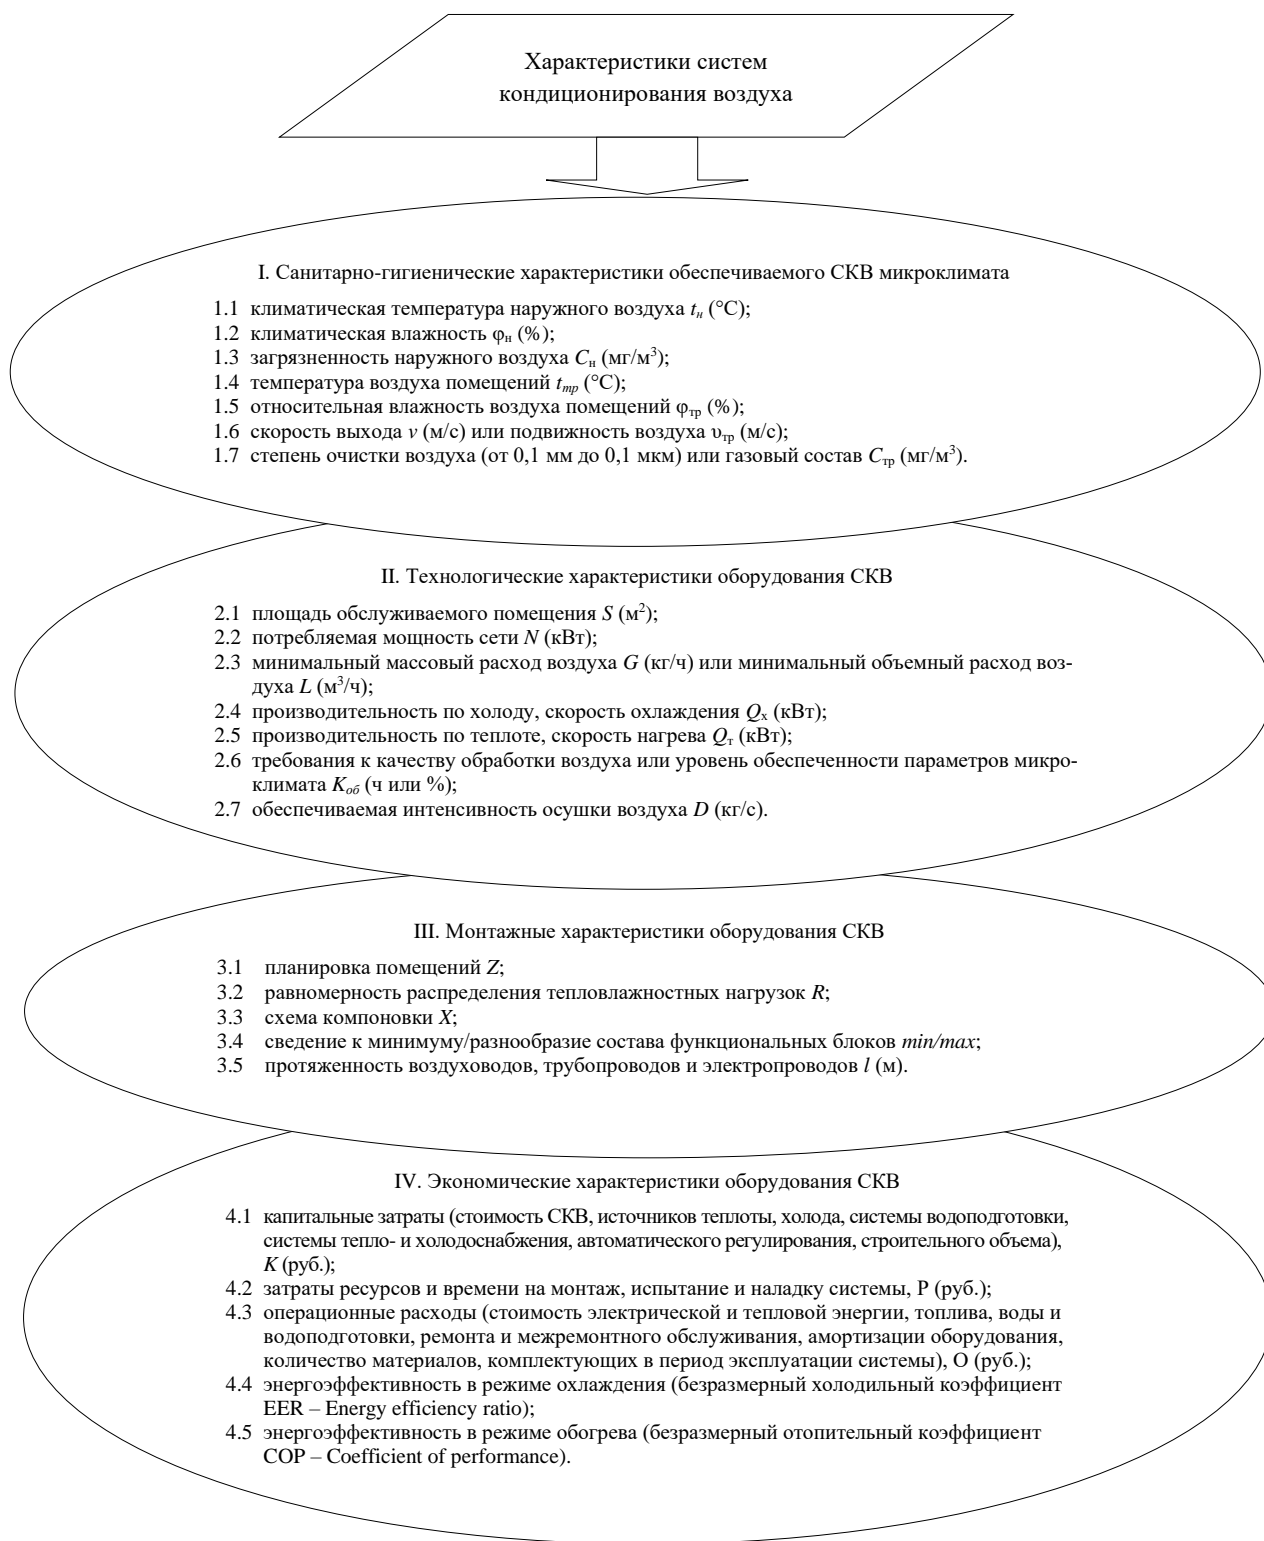 Характеристики систем
кондиционирования воздуха
I. Санитарно-гигиенические характеристики обеспечиваемого СКВ микроклимата
1.1 климатическая температура наружного воздуха tн (°С);
1.2 климатическая влажность φн (%);
1.3 загрязненность наружного воздуха Cн (мг/м³);
1.4 температура воздуха помещений tтр (°С);
1.5 относительная влажность воздуха помещений φтр (%);
1.6 скорость выхода v (м/с) или подвижность воздуха υтр (м/с);
1.7 степень очистки воздуха (от 0,1 мм до 0,1 мкм) или газовый состав Cтр (мг/м³).
II. Технологические характеристики оборудования СКВ
2.1 площадь обслуживаемого помещения S (м²);
2.2 потребляемая мощность сети N (кВт);
2.3 минимальный массовый расход воздуха G (кг/ч) или минимальный объемный расход воз-
духа L (м³/ч);
2.4 производительность по холоду, скорость охлаждения Qх (кВт);
2.5 производительность по теплоте, скорость нагрева Qт (кВт);
2.6 требования к качеству обработки воздуха или уровень обеспеченности параметров микро-
климата Kоб (ч или %);
2.7 обеспечиваемая интенсивность осушки воздуха D (кг/с).
III. Монтажные характеристики оборудования СКВ
3.1 планировка помещений Z;
3.2 равномерность распределения тепловлажностных нагрузок R;
3.3 схема компоновки X;
3.4 сведение к минимуму/разнообразие состава функциональных блоков min/max;
3.5 протяженность воздуховодов, трубопроводов и электропроводов l (м).
IV. Экономические характеристики оборудования СКВ
4.1 капитальные затраты (стоимость СКВ, источников теплоты, холода, системы водоподготовки,
системы тепло- и холодоснабжения, автоматического регулирования, строительного объема),
K (руб.);
4.2 затраты ресурсов и времени на монтаж, испытание и наладку системы, Р (руб.);
4.3 операционные расходы (стоимость электрической и тепловой энергии, топлива, воды и
водоподготовки, ремонта и межремонтного обслуживания, амортизации оборудования,
количество материалов, комплектующих в период эксплуатации системы), О (руб.);
4.4 энергоэффективность в режиме охлаждения (безразмерный холодильный коэффициент
EER – Energy efficiency ratio);
4.5 энергоэффективность в режиме обогрева (безразмерный отопительный коэффициент
COP – Coefficient of performance).